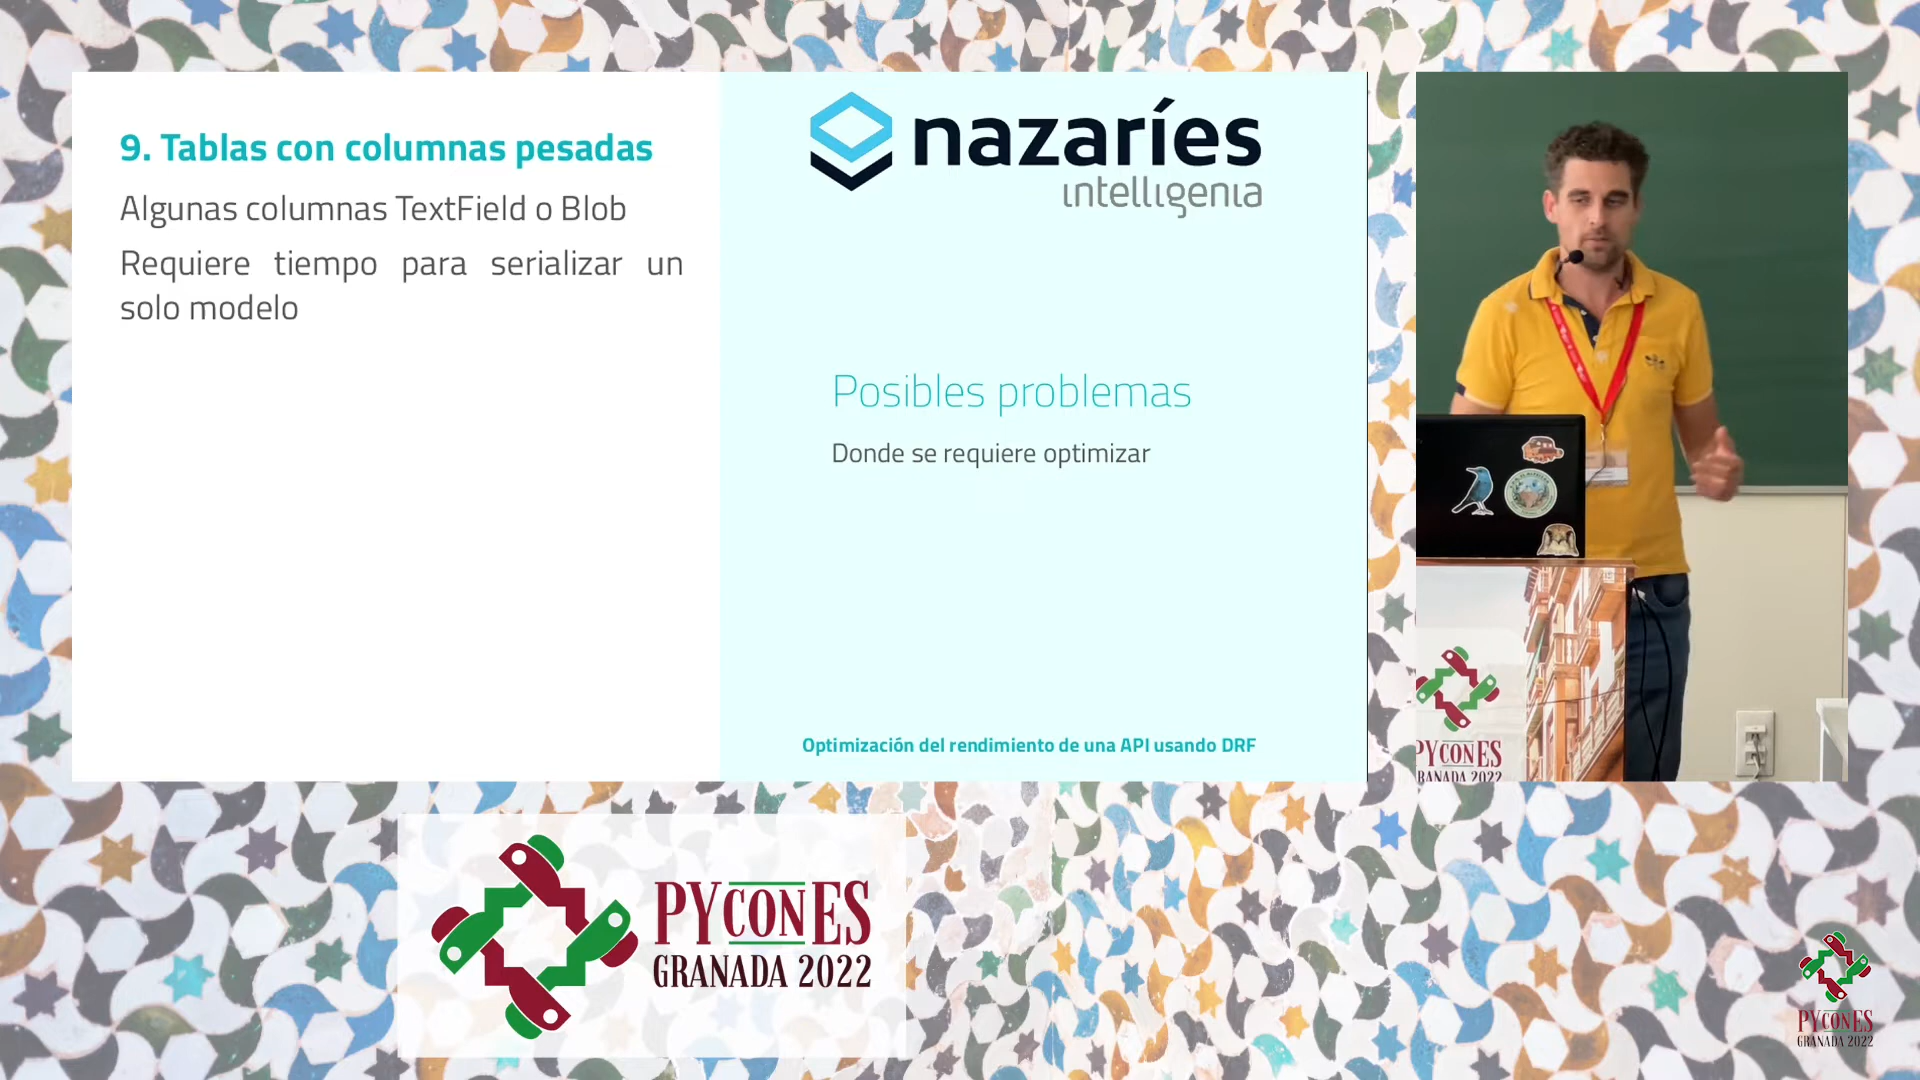 9. Tablas con columnas pesadas
Algunas columnas TextField o Blob
Requiere tiempo para serializar un
solo modelo
nazaríes
intelligenia
Posibles problemas
Donde se requiere optimizar
Optimización del rendimiento de una API usando DRF
PYCONES
RANADA 2022
PYCONES
GRANADA 2022
PYCONES
GRANADA 2022